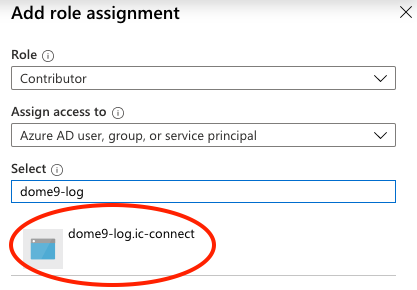 Add role assignment
Role
Contributor
Assign access to
Azure AD user, group, or service principal
Select
dome9-log
dome9-log.ic-connect